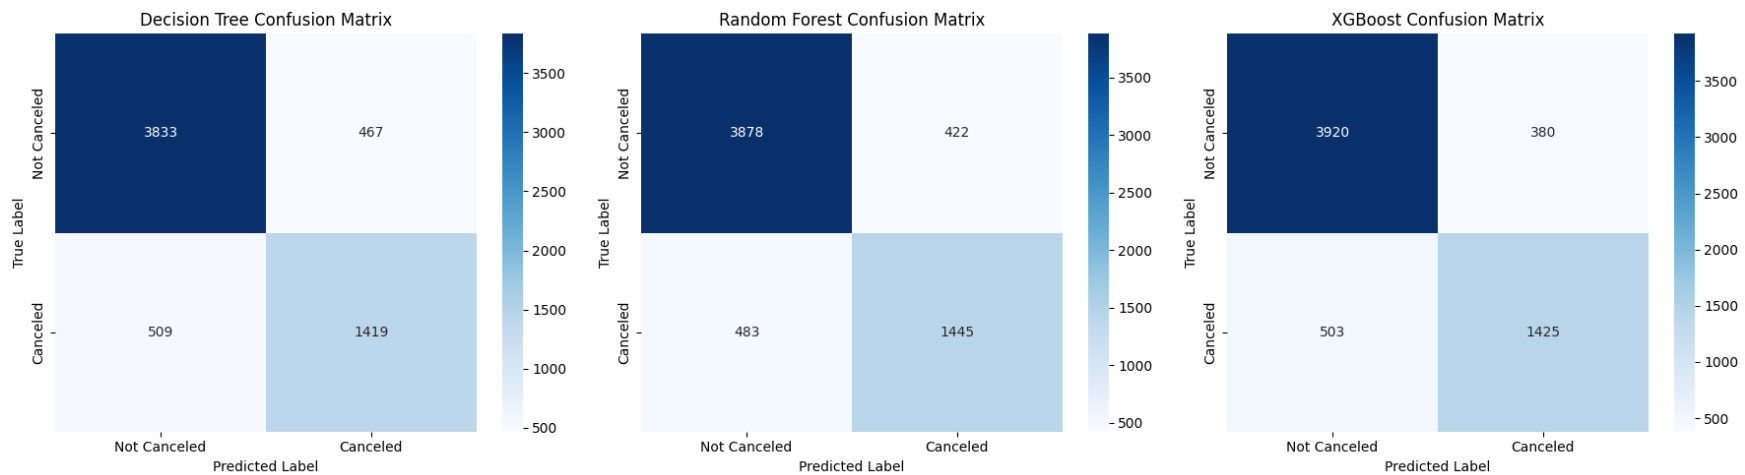 Decision Tree Confusion Matrix
True Label
Not Canceled
Canceled
3833
467
509
1419
Not Canceled
Canceled
Predicted Label
3500
3000
2500
2000
1500
1000
500
Random Forest Confusion Matrix
True Label
Not Canceled
Canceled
3878
422
483
1445
Not Canceled
Canceled
Predicted Label
3500
3000
2500
2000
1500
1000
500
XGBoost Confusion Matrix
True Label
Not Canceled
Canceled
3920
380
503
1425
Not Canceled
Canceled
Predicted Label
3500
3000
2500
2000
1500
1000
500